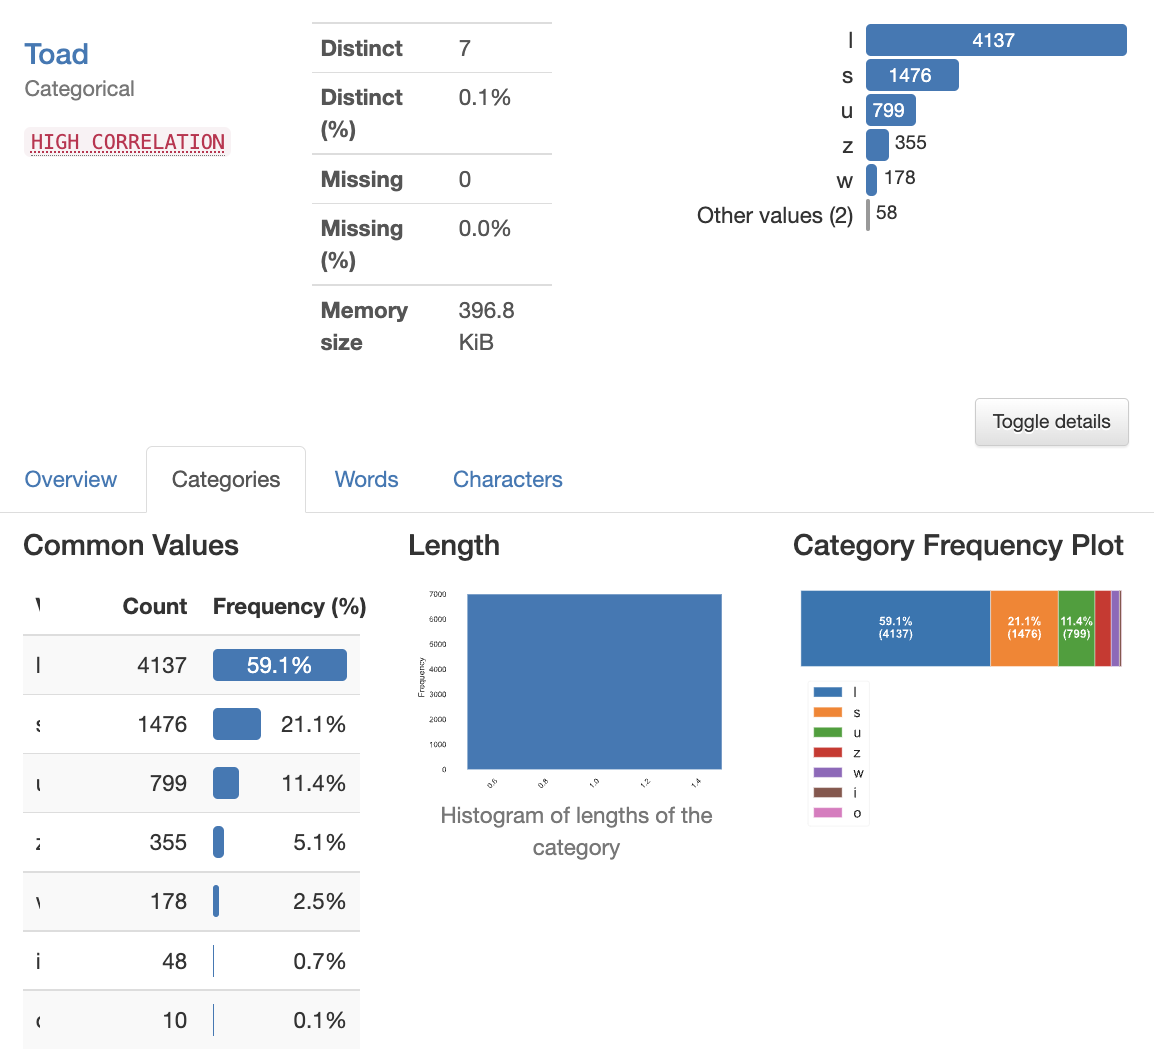 Toad
Categorical
HIGH CORRELATION
Distinct 7
Distinct (%) 0.1%
Missing 0
Missing (%) 0.0%
Memory size 396.8 KiB
l 4137
s 1476
u 799
z 355
w 178
Other values (2) 58
Toggle details
Overview Categories Words Characters
Common Values
Count Frequency (%)
l 4137 59.1%
1476 21.1%
799 11.4%
355 5.1%
178 2.5%
i 48 0.7%
10 0.1%
Length
7000
6000
5000
4000
3000
2000
1000
0
Frequency
0.6 0.8 1.0 1.2 1.4
Histogram of lengths of the
category
Category Frequency Plot
59.1% 21.1% 11.4%
(4137) (1476) (799)
l
s
u
z
w
i
o